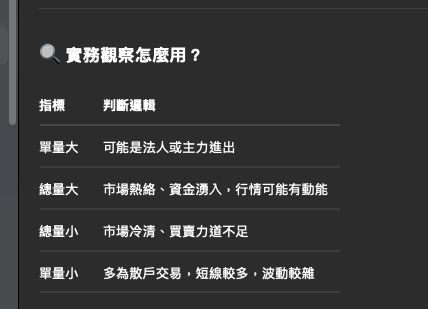 🔍 實務觀察怎麼用？
指標 判斷邏輯
單量大 可能是法人或主力進出
總量大 市場熱絡、資金湧入，行情可能有動能
總量小 市場冷清、買賣力道不足
單量小 多為散戶交易，短線較多，波動較雜